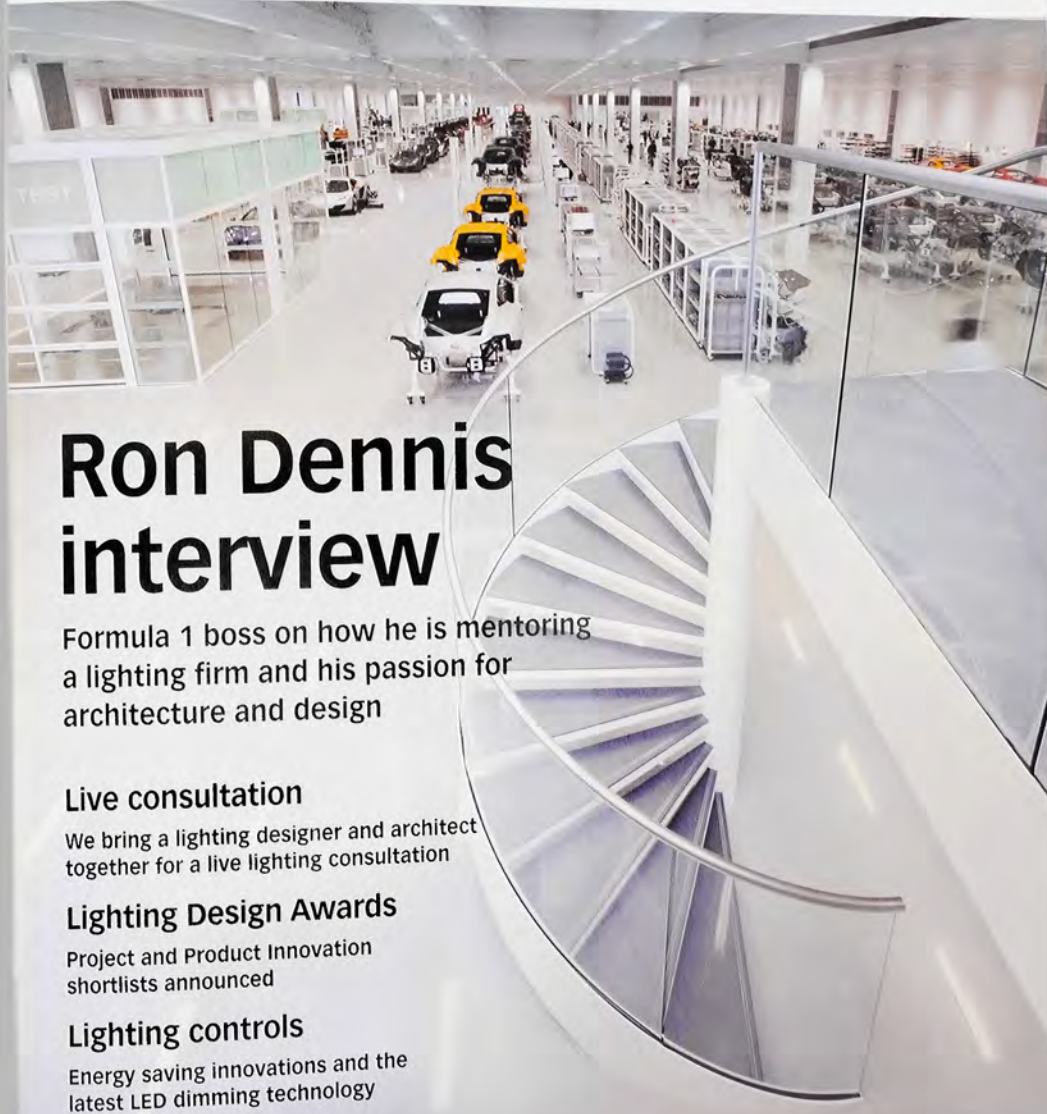 TEST
Ron Dennis
interview
Formula 1 boss on how he is mentoring
a lighting firm and his passion for
architecture and design
Live consultation
We bring a lighting designer and architect
together for a live lighting consultation
Lighting Design Awards
Project and Product Innovation
shortlists announced
Lighting controls
Energy saving innovations and the
latest LED dimming technology